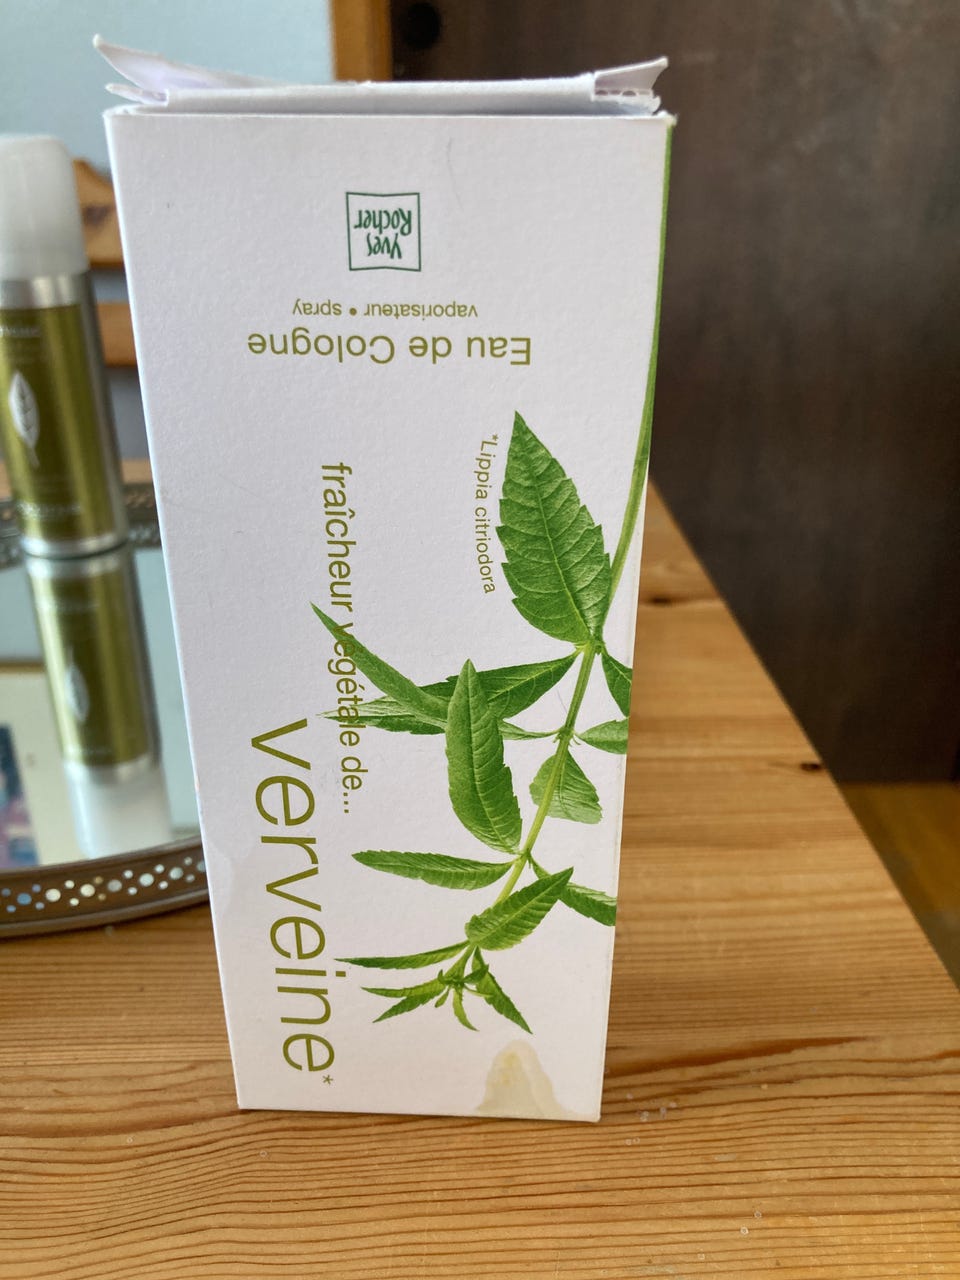 fraîcheur végétale de...
verveine*
*Lippia citriodora
Eau de Cologne
vaporisateur • spray
Yves
Rocher